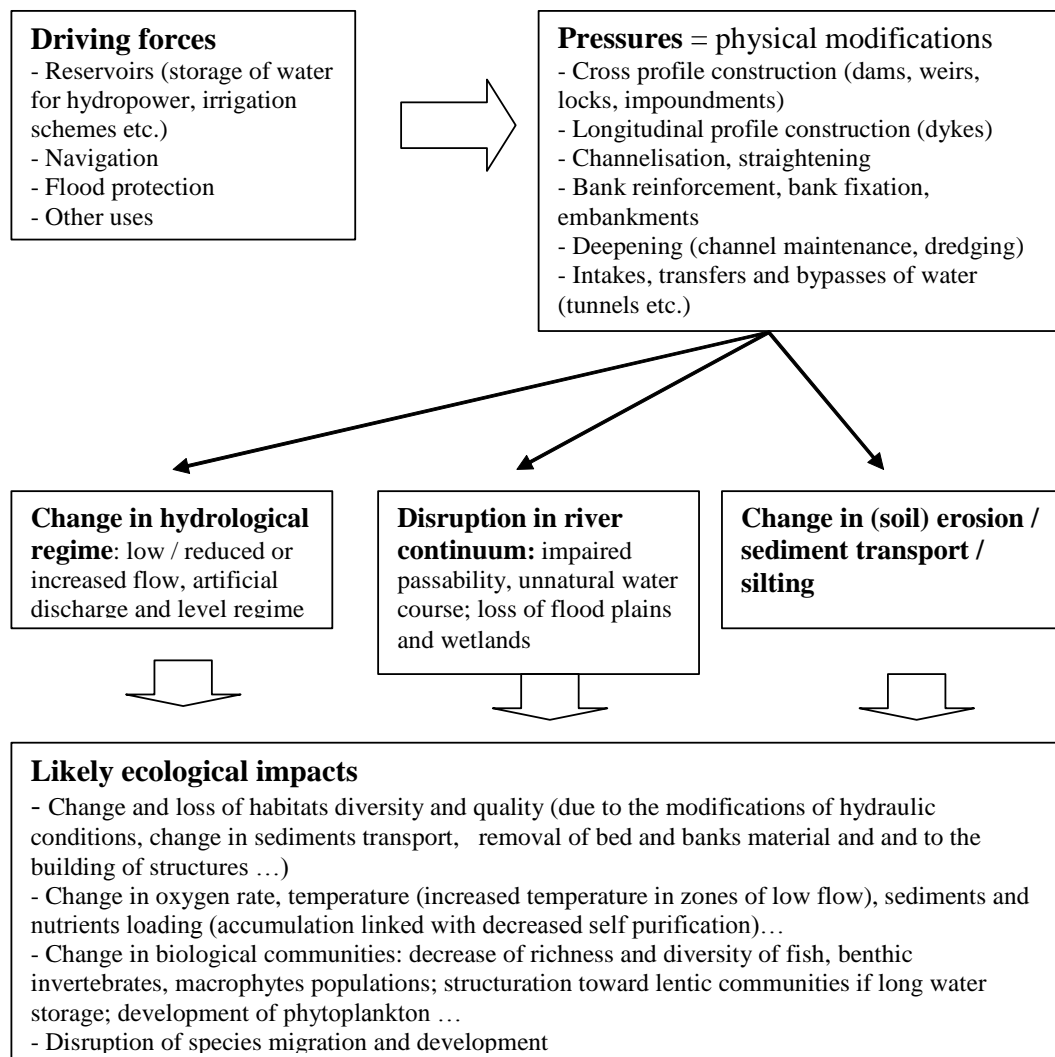 Driving forces
- Reservoirs (storage of water
for hydropower, irrigation
schemes etc.)
- Navigation
- Flood protection
- Other uses
Pressures = physical modifications
- Cross profile construction (dams, weirs,
locks, impoundments)
- Longitudinal profile construction (dykes)
- Channelisation, straightening
- Bank reinforcement, bank fixation,
embankments
- Deepening (channel maintenance, dredging)
- Intakes, transfers and bypasses of water
(tunnels etc.)
Change in hydrological
regime: low / reduced or
increased flow, artificial
discharge and level regime
Disruption in river
continuum: impaired
passability, unnatural water
course; loss of flood plains
and wetlands
Change in (soil) erosion /
sediment transport /
silting
Likely ecological impacts
- Change and loss of habitats diversity and quality (due to the modifications of hydraulic
conditions, change in sediments transport, removal of bed and banks material and and to the
building of structures …)
- Change in oxygen rate, temperature (increased temperature in zones of low flow), sediments and
nutrients loading (accumulation linked with decreased self purification)…
- Change in biological communities: decrease of richness and diversity of fish, benthic
invertebrates, macrophytes populations; structuration toward lentic communities if long water
storage; development of phytoplankton …
- Disruption of species migration and development